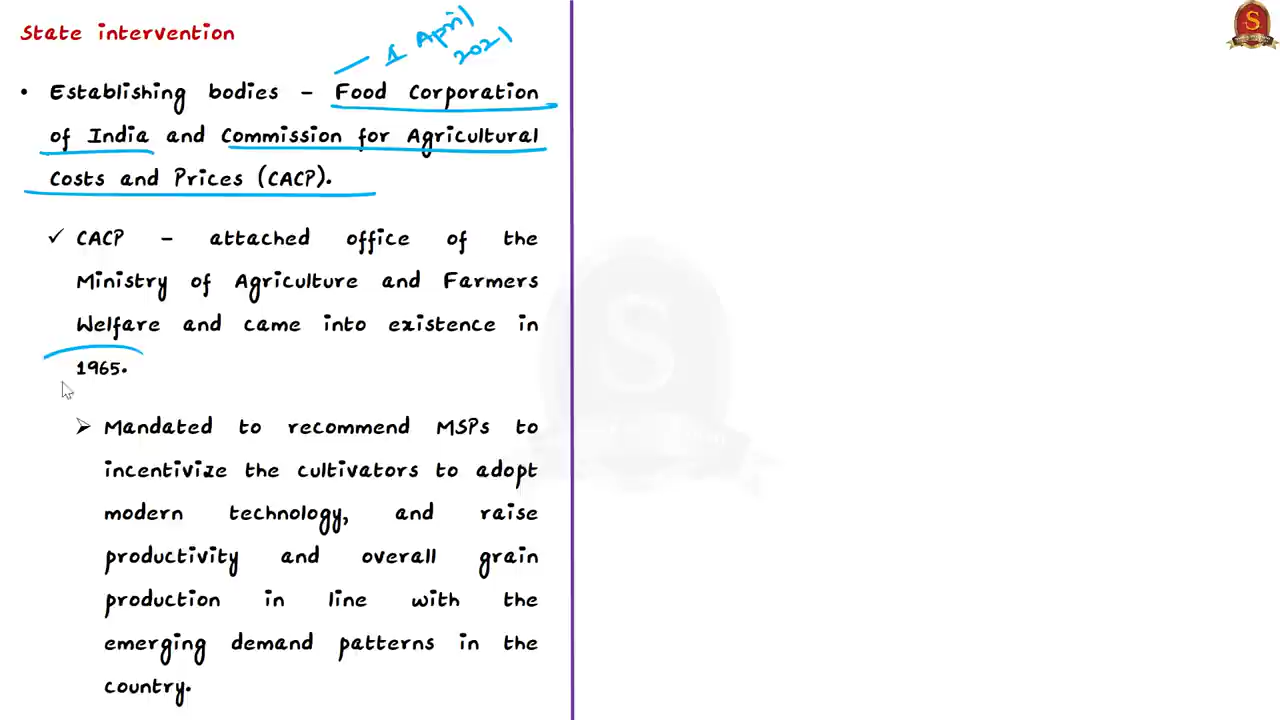 State intervention
1 April
2021
• Establishing bodies – Food Corporation
of India and Commission for Agricultural
Costs and Prices (CACP).
✓ CACP – attached office of the
Ministry of Agriculture and Farmers
Welfare and came into existence in
1965.
➢ Mandated to recommend MSPs to
incentivize the cultivators to adopt
modern technology, and raise
productivity and overall grain
production in line with the
emerging demand patterns in the
country.
S
S